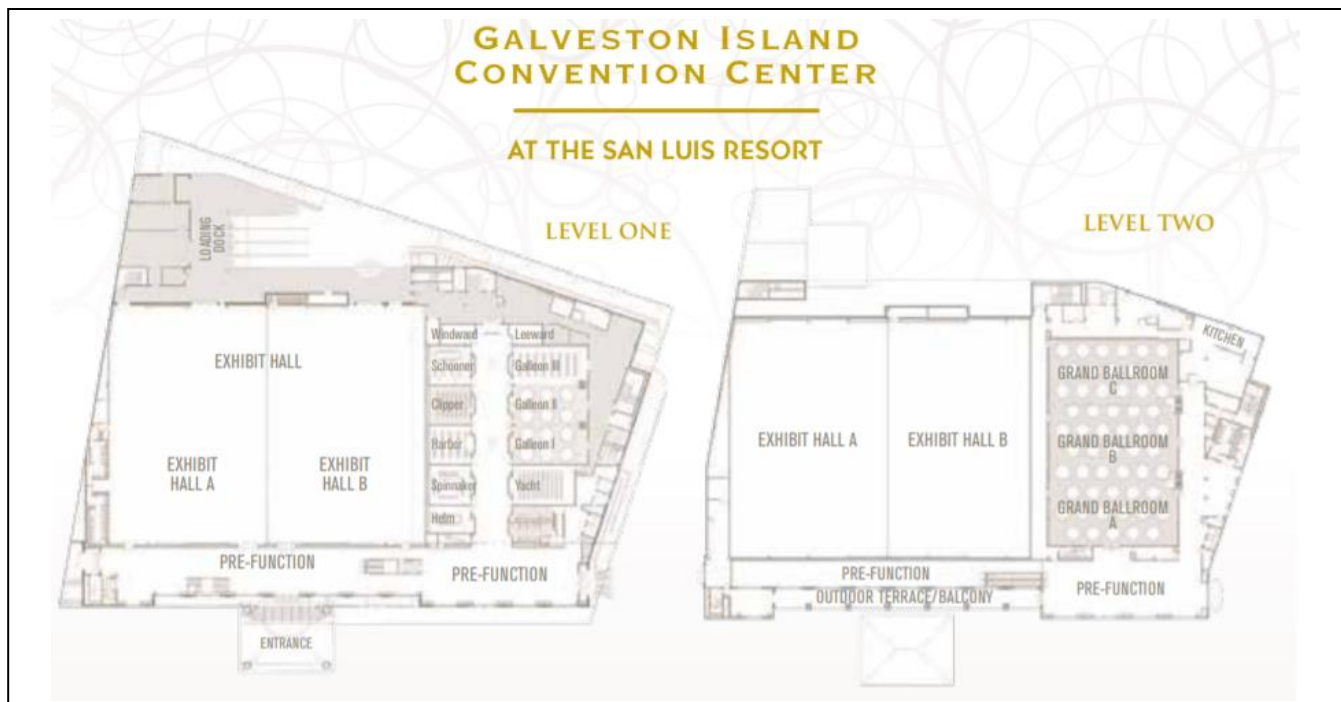 GALVESTON ISLAND
CONVENTION CENTER
AT THE SAN LUIS RESORT
LEVEL ONE
LOADING
DOCK
EXHIBIT HALL
EXHIBIT
HALL A
EXHIBIT
HALL B
Windward
Schooner
Clipper
Harbor
Spinnaker
Helm
Leeward
Galleon III
Galleon II
Galleon I
Yacht
PRE-FUNCTION
PRE-FUNCTION
ENTRANCE
LEVEL TWO
KITCHEN
EXHIBIT HALL A
EXHIBIT HALL B
GRAND BALLROOM
C
GRAND BALLROOM
B
GRAND BALLROOM
A
PRE-FUNCTION
OUTDOOR TERRACE/BALCONY
PRE-FUNCTION